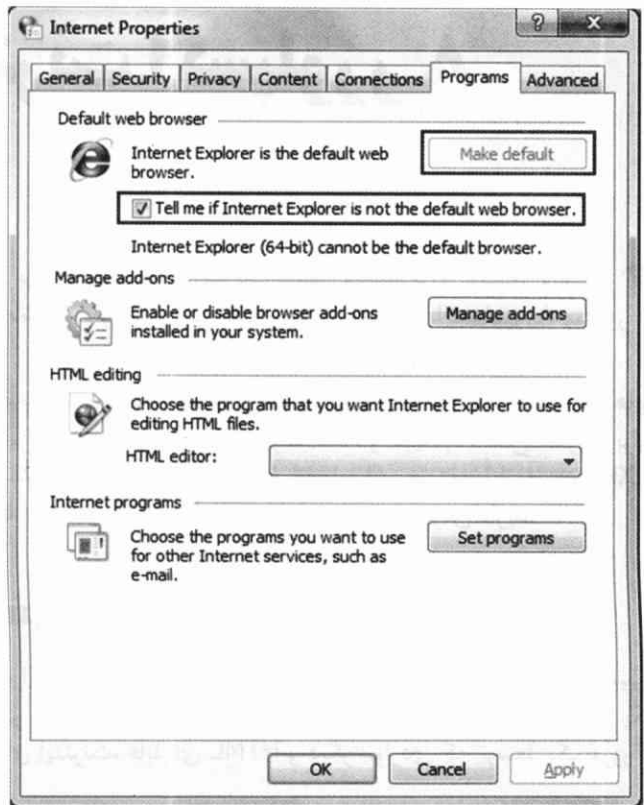 Internet Properties
General Security Privacy Content Connections Programs Advanced
Default web browser
Internet Explorer is the default web
browser.
Make default
Tell me if Internet Explorer is not the default web browser.
Internet Explorer (64-bit) cannot be the default browser.
Manage add-ons
Enable or disable browser add-ons
installed in your system.
Manage add-ons
HTML editing
Choose the program that you want Internet Explorer to use for
editing HTML files.
HTML editor:
Internet programs
Choose the programs you want to use
for other Internet services, such as
e-mail.
Set programs
OK Cancel Apply